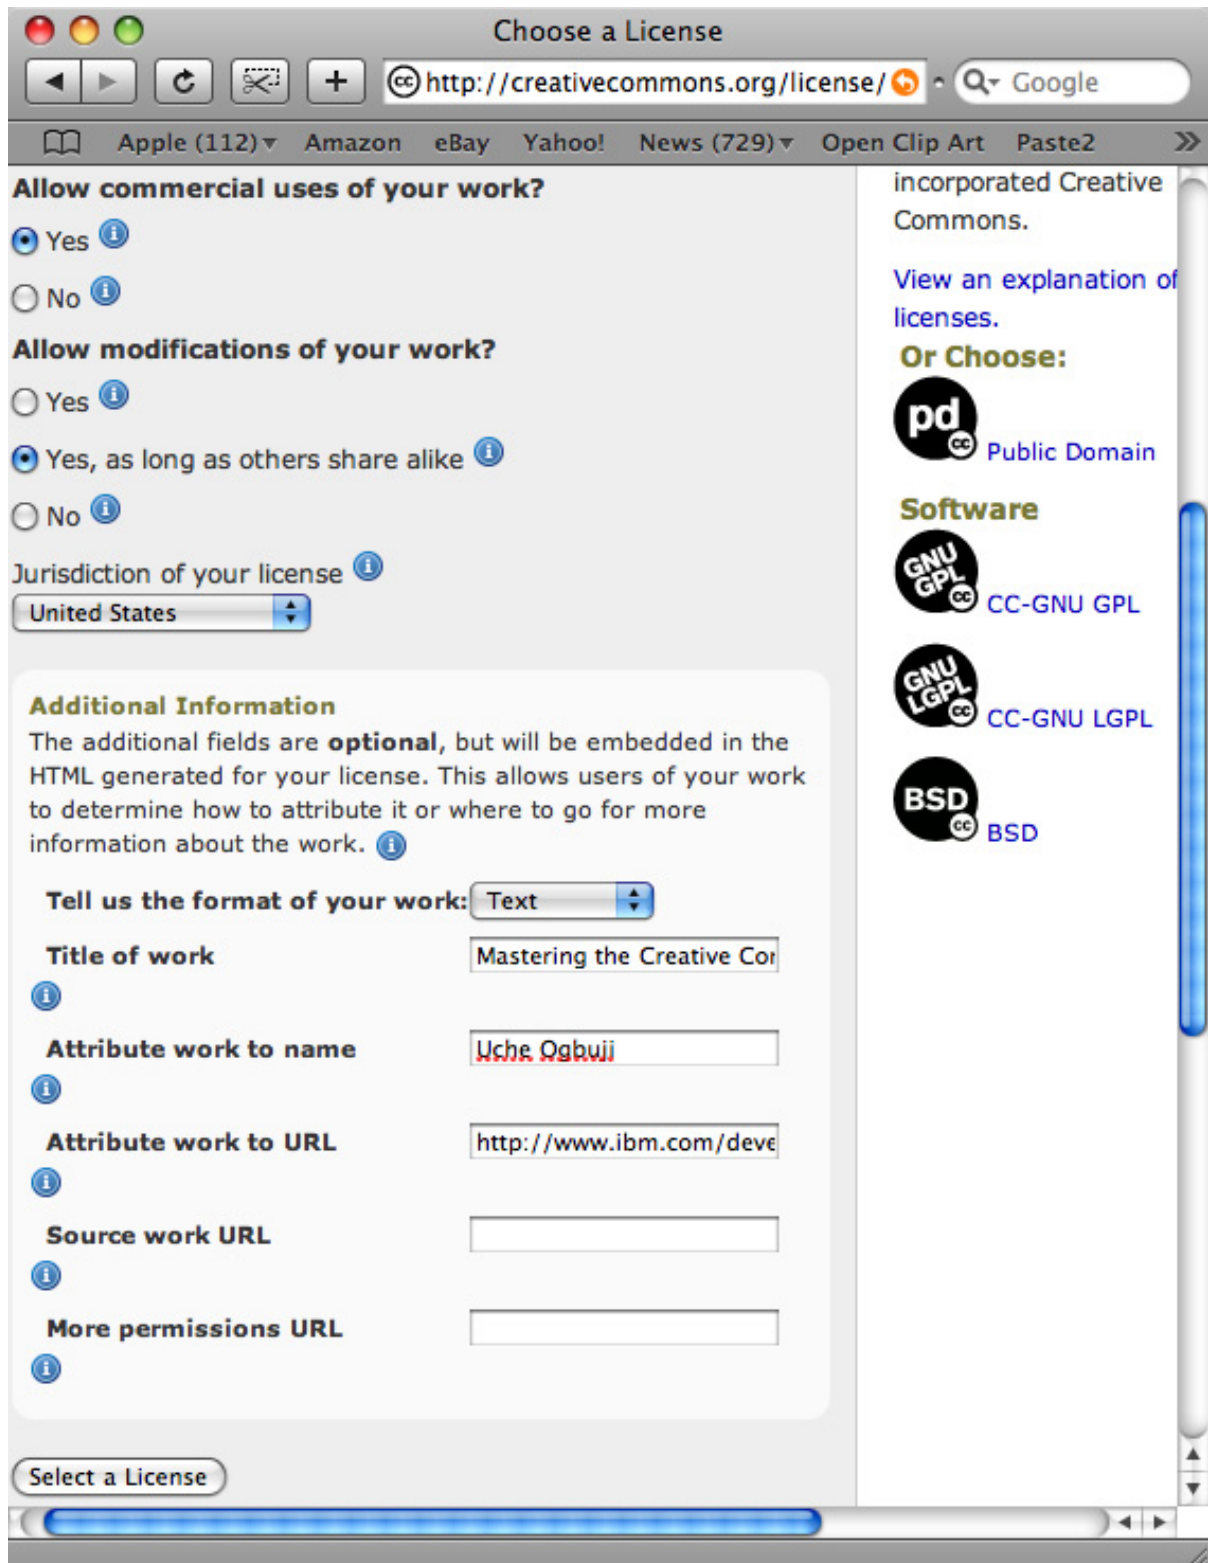 Choose a License
http://creativecommons.org/license/
Google
Apple (112) Amazon eBay Yahoo! News (729) Open Clip Art Paste2
Allow commercial uses of your work?
Yes
No
Allow modifications of your work?
Yes
Yes, as long as others share alike
No
Jurisdiction of your license
United States
Additional Information
The additional fields are optional, but will be embedded in the
HTML generated for your license. This allows users of your work
to determine how to attribute it or where to go for more
information about the work.
Tell us the format of your work: Text
Title of work Mastering the Creative Cor
Attribute work to name Uche Ogbuji
Attribute work to URL http://www.ibm.com/deve
Source work URL
More permissions URL
Select a License
incorporated Creative
Commons.
View an explanation of
licenses.
Or Choose:
pd cc Public Domain
Software
GNU
GPL cc CC-GNU GPL
GNU
LGPL cc CC-GNU LGPL
BSD cc BSD